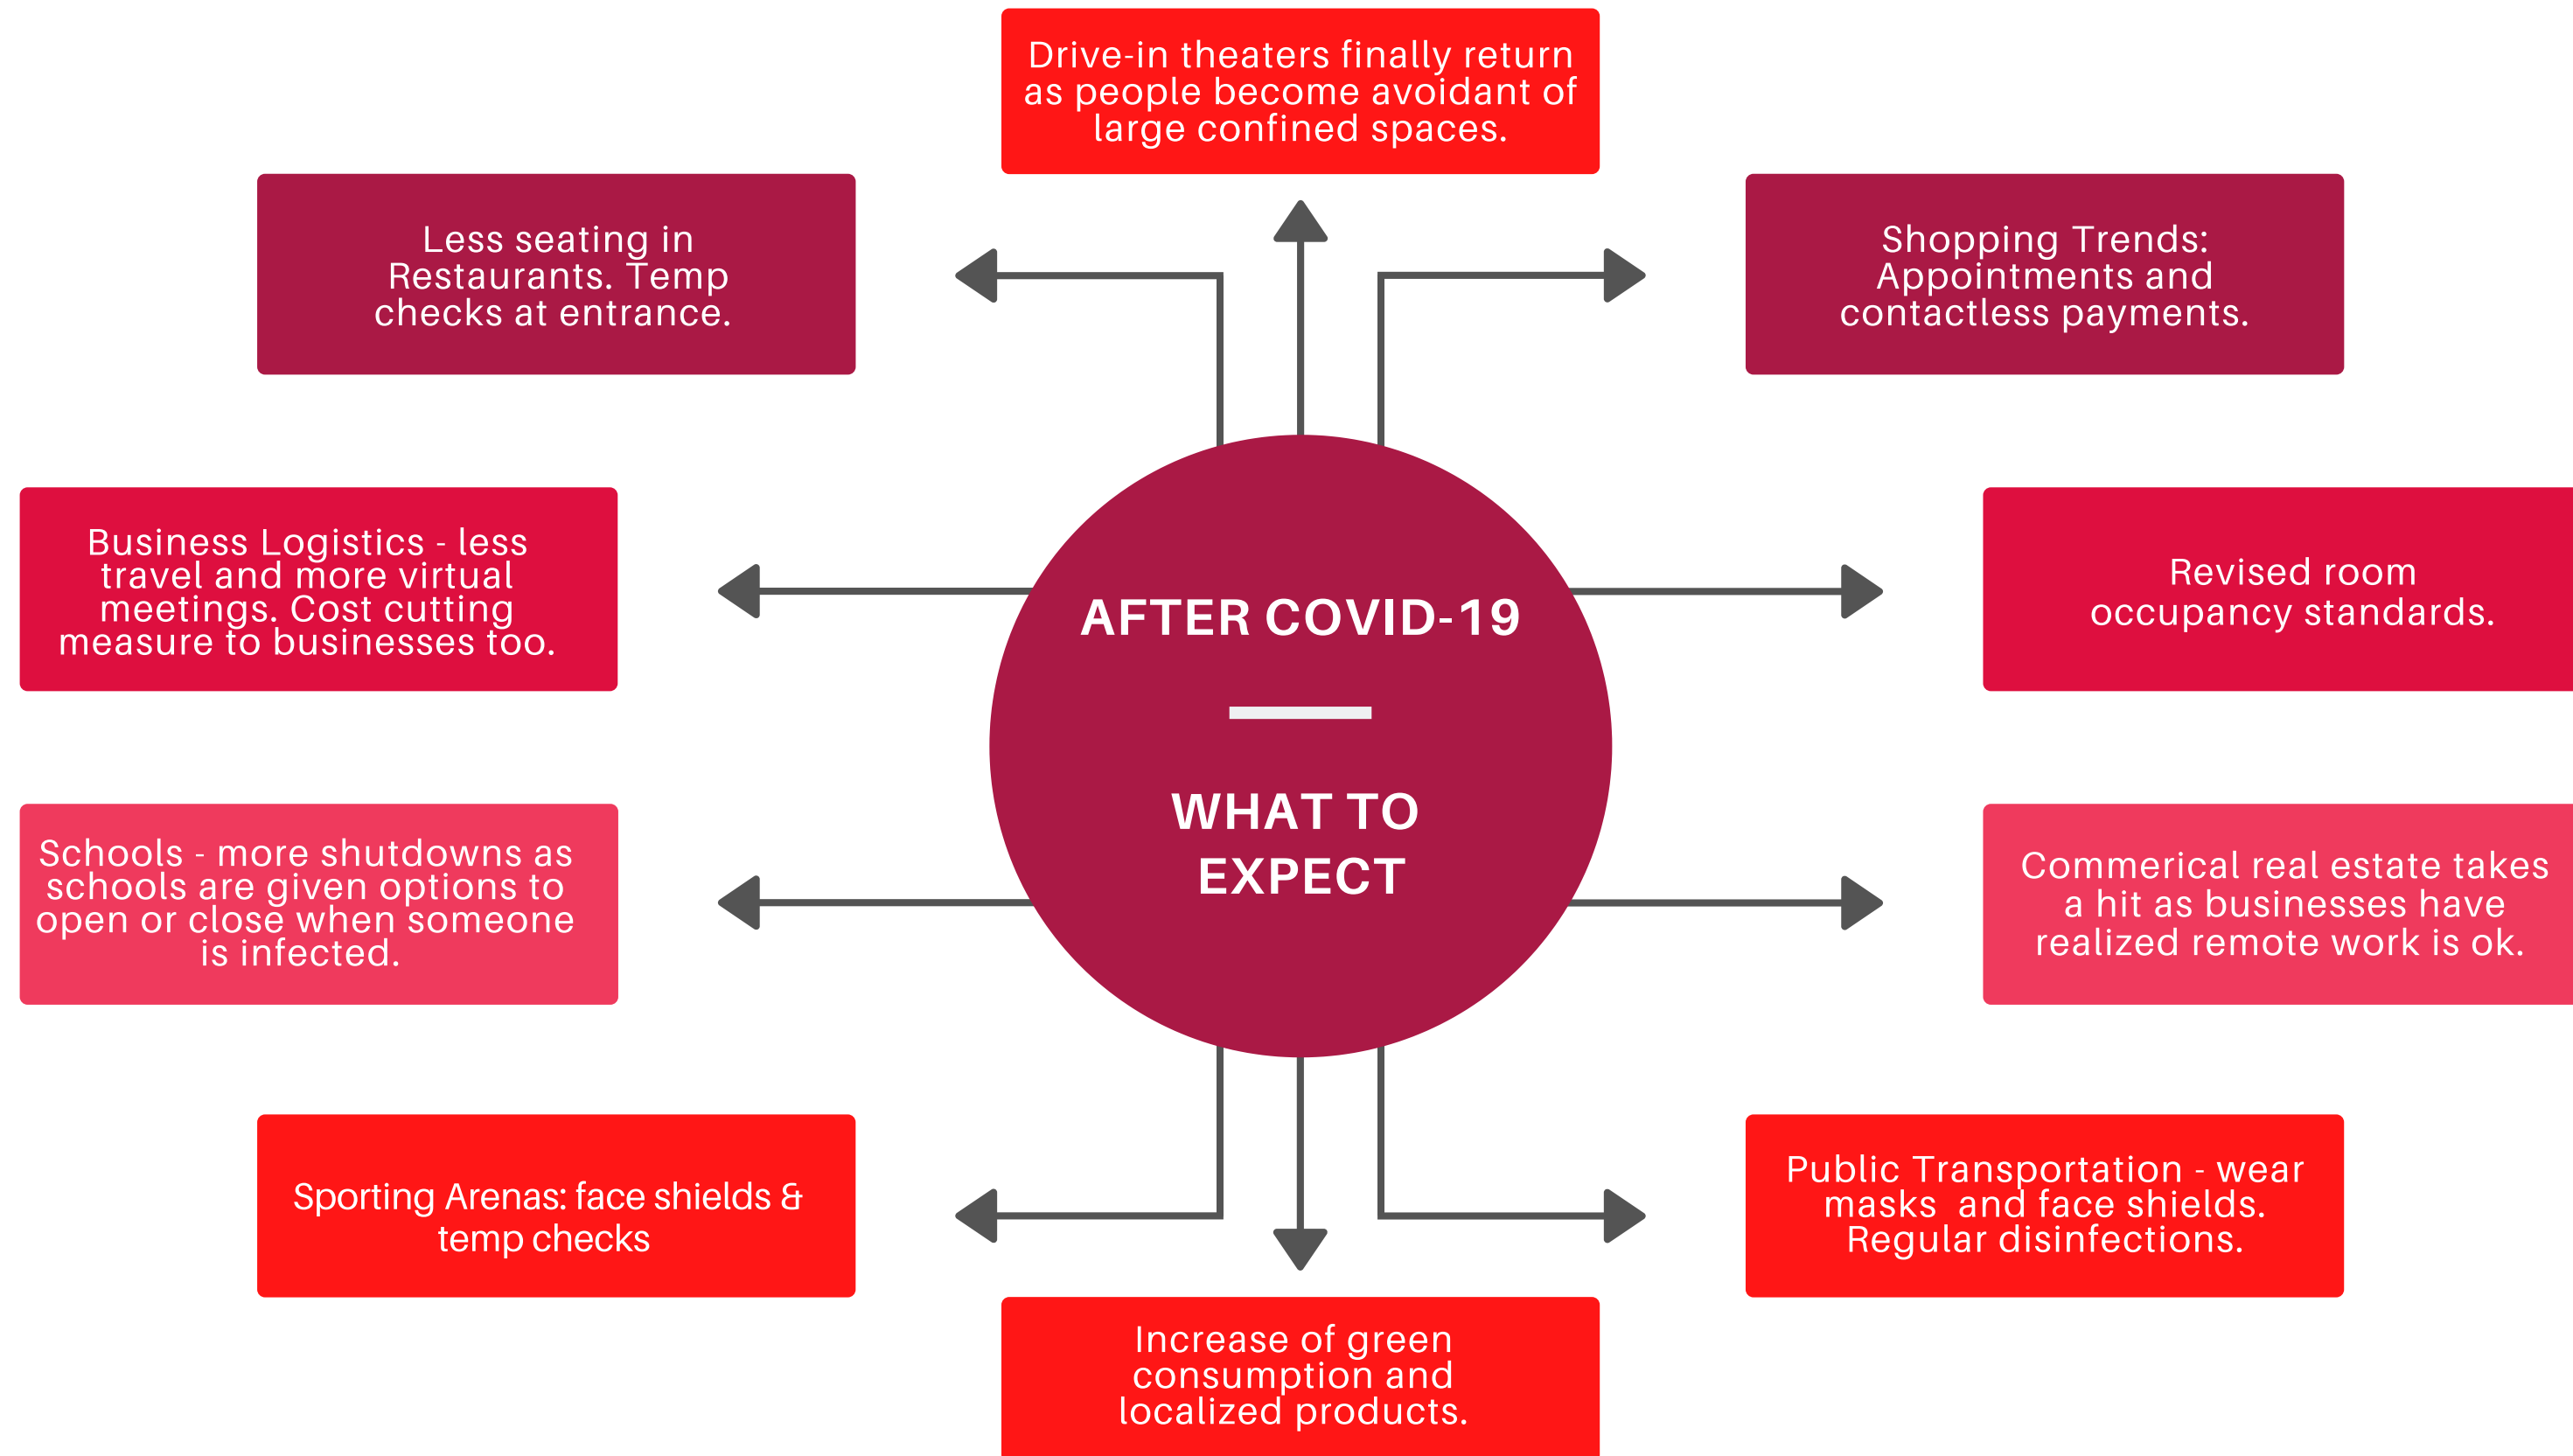 Drive-in theaters finally return
as people become avoidant of
large confined spaces.
Less seating in
Restaurants. Temp
checks at entrance.
Shopping Trends:
Appointments and
contactless payments.
Business Logistics - less
travel and more virtual
meetings. Cost cutting
measure to businesses too.
AFTER COVID-19
WHAT TO
EXPECT
Revised room
occupancy standards.
Schools - more shutdowns as
schools are given options to
open or close when someone
is infected.
Commerical real estate takes
a hit as businesses have
realized remote work is ok.
Sporting Arenas: face shields &
temp checks
Public Transportation - wear
masks  and face shields.
Regular disinfections.
Increase of green
consumption and
localized products.